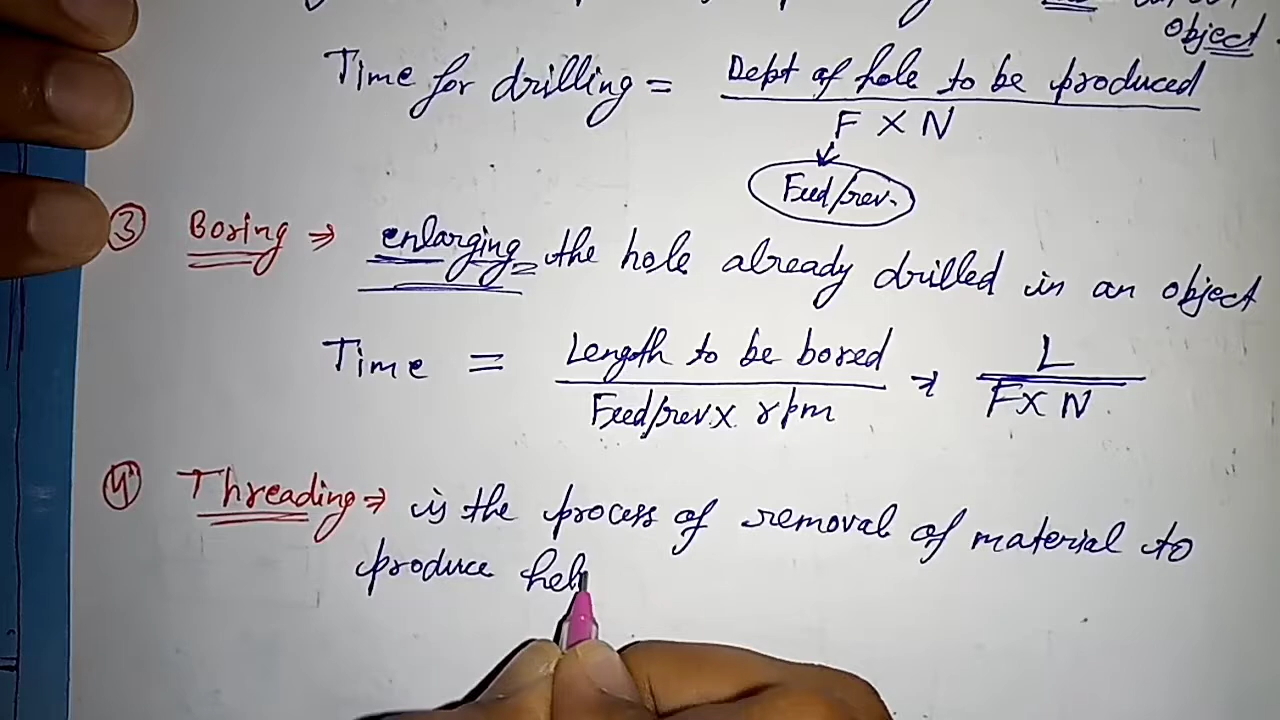 object.
Time for drilling = Dept of hole to be produced
F X N
Feed/rev.
③ Boring ⇒ enlarging the hole already drilled in an object
Time = Length to be bored / Feed/rev X rpm ⇒ L / F X N
④ Threading ⇒ is the process of removal of material to
produce hel